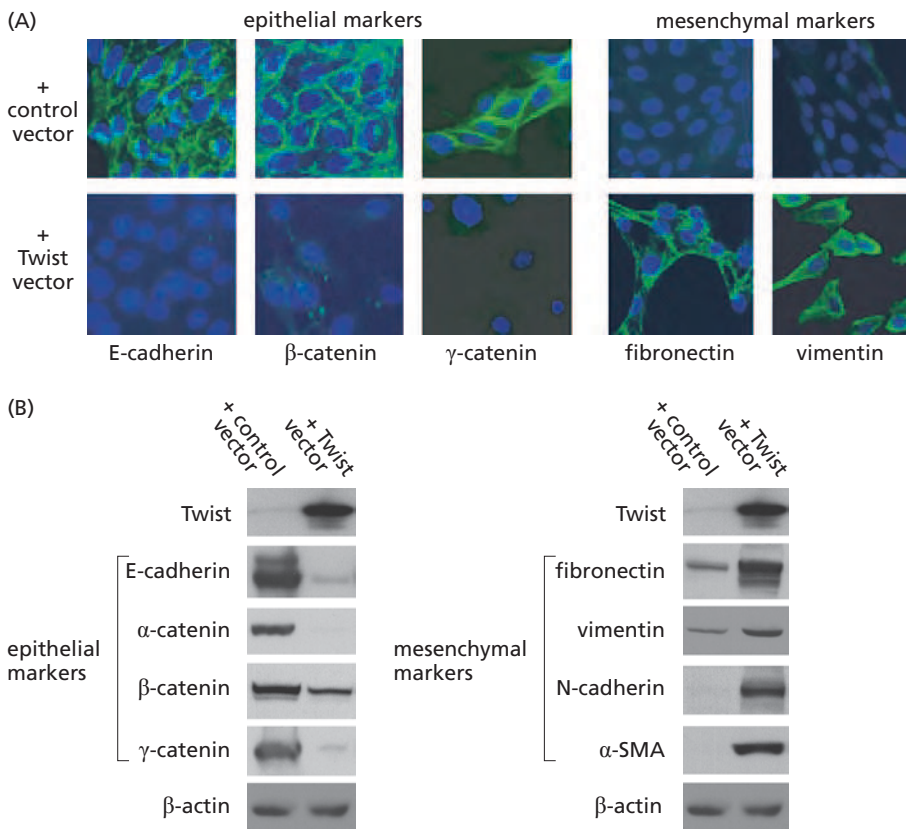 (A)
epithelial markers
mesenchymal markers
+
control
vector
+
Twist
vector
E-cadherin
β-catenin
γ-catenin
fibronectin
vimentin
(B)
+ control
vector
+ Twist
vector
Twist
epithelial
markers
E-cadherin
α-catenin
β-catenin
γ-catenin
β-actin
+ control
vector
+ Twist
vector
Twist
mesenchymal
markers
fibronectin
vimentin
N-cadherin
α-SMA
β-actin